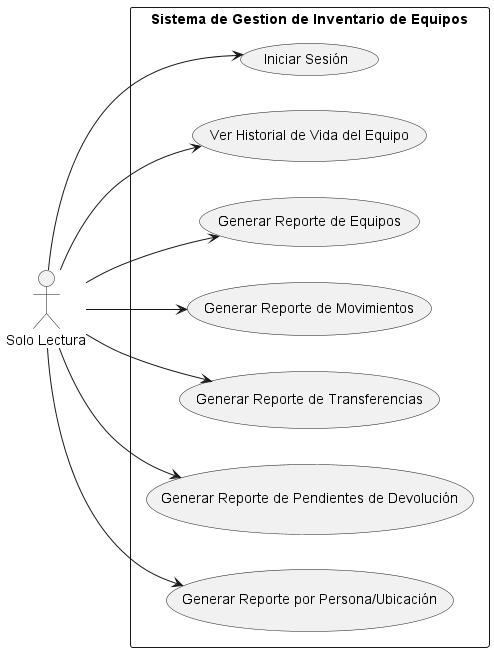 Sistema de Gestion de Inventario de Equipos
Iniciar Sesión
Ver Historial de Vida del Equipo
Generar Reporte de Equipos
Generar Reporte de Movimientos
Solo Lectura
Generar Reporte de Transferencias
Generar Reporte de Pendientes de Devolución
Generar Reporte por Persona/Ubicación